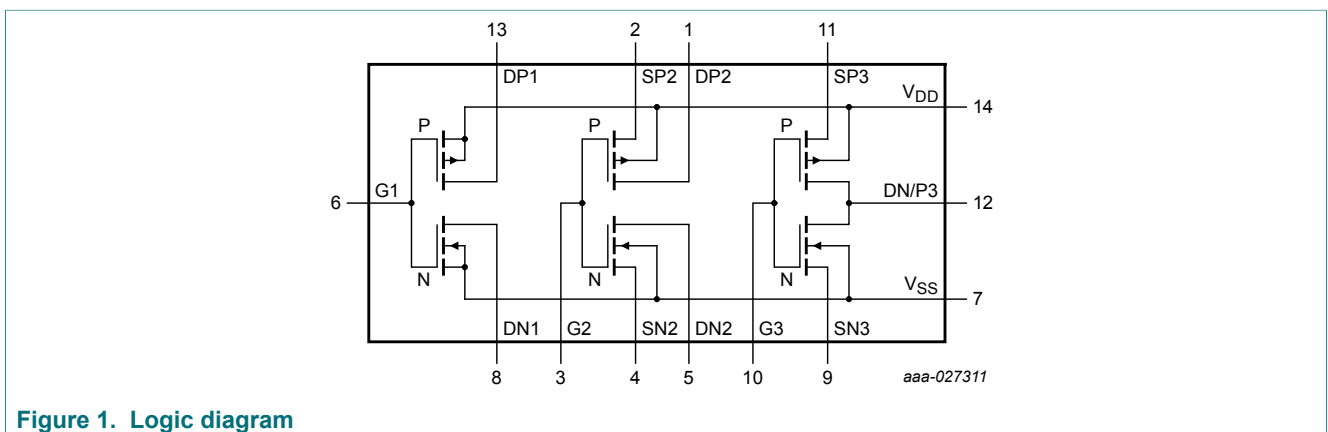 13 2 1 11
DP1 SP2 DP2 SP3
VDD 14
P P P
6 G1 DN/P3 12
N N N
VSS 7
DN1 G2 SN2 DN2 G3 SN3
8 3 4 5 10 9 aaa-027311
Figure 1. Logic diagram